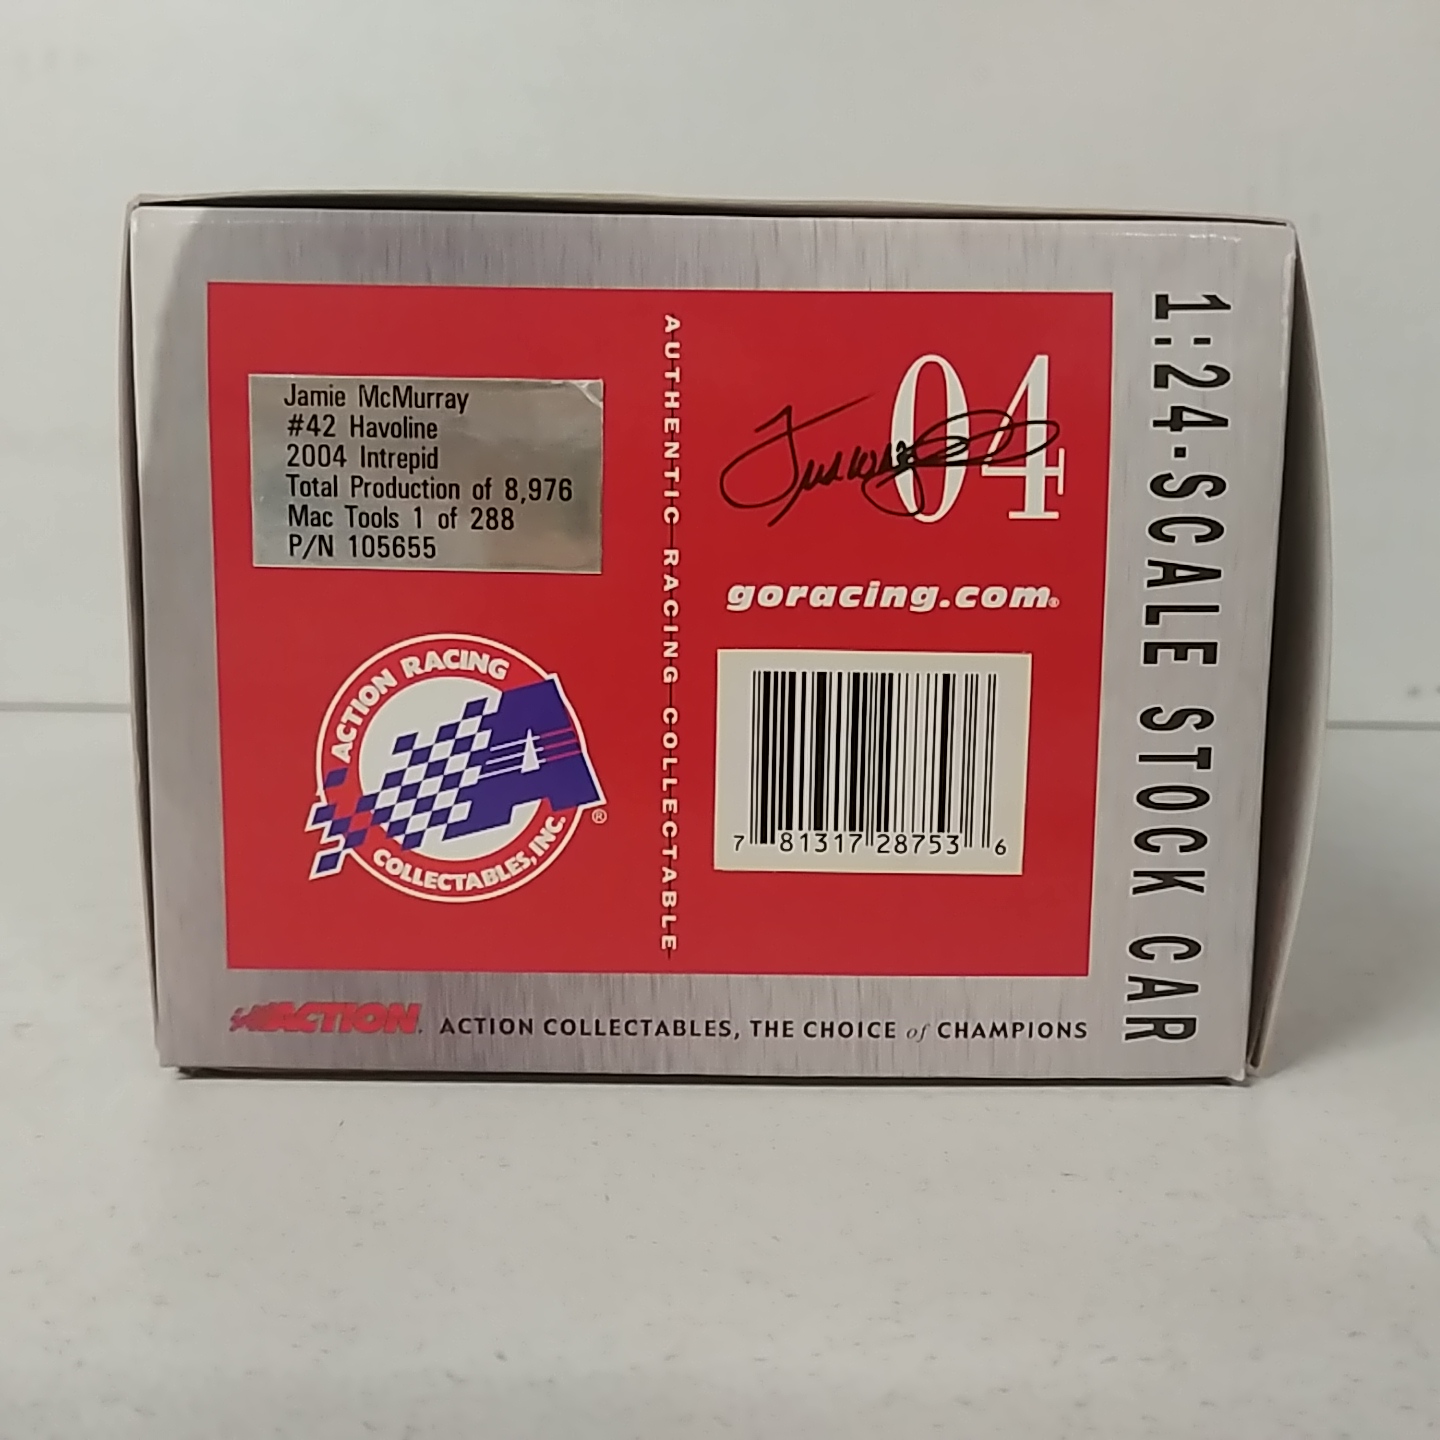 Jamie McMurray
#42 Havoline
2004 Intrepid
Total Production of 8,976
Mac Tools 1 of 288
P/N 105655
ACTION RACING
COLLECTABLES, INC.
®
AUTHENTIC RACING COLLECTABLE
04
goracing.com®
7 81317 28753 6
ACTION. ACTION COLLECTABLES, THE CHOICE of CHAMPIONS
1:24-SCALE STOCK CAR